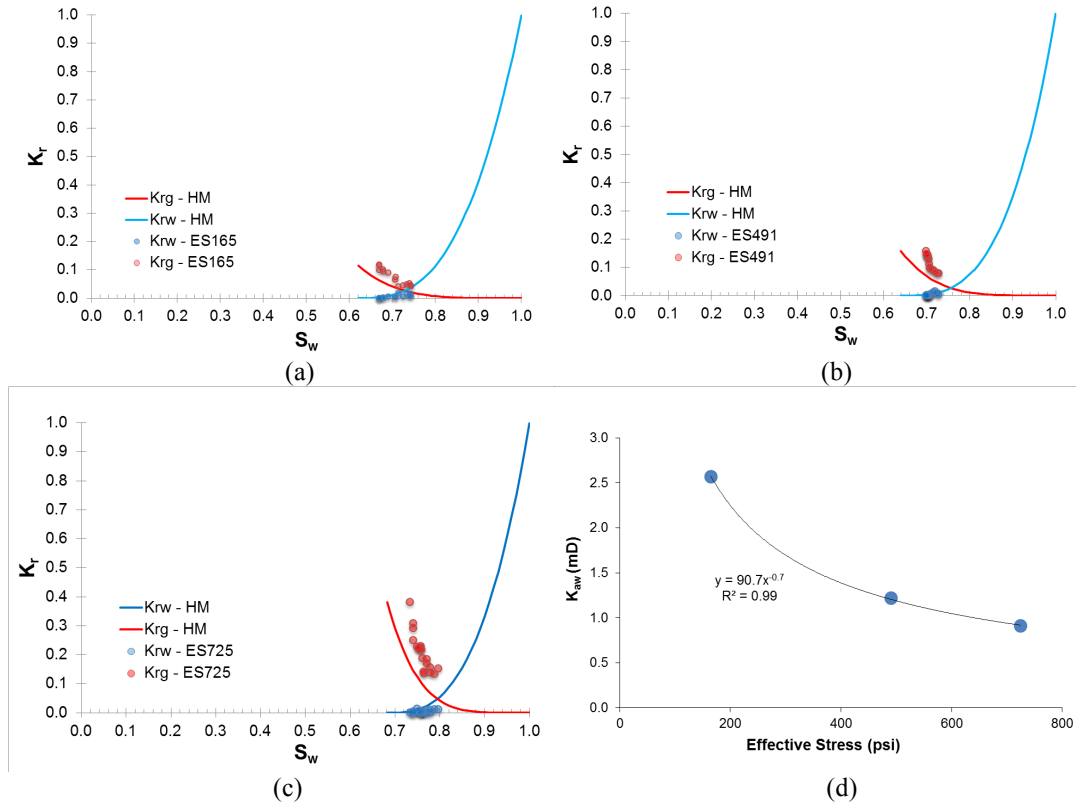 1.0
0.9
0.8
0.7
0.6
0.5
0.4
0.3
0.2
0.1
0.0
Kr
Krg - HM
Krw - HM
Krw - ES165
Krg - ES165
0.0 0.1 0.2 0.3 0.4 0.5 0.6 0.7 0.8 0.9 1.0
Sw
(a)
1.0
0.9
0.8
0.7
0.6
0.5
0.4
0.3
0.2
0.1
0.0
Kr
Krg - HM
Krw - HM
Krw - ES491
Krg - ES491
0.0 0.1 0.2 0.3 0.4 0.5 0.6 0.7 0.8 0.9 1.0
Sw
(b)
1.0
0.9
0.8
0.7
0.6
0.5
0.4
0.3
0.2
0.1
0.0
Kr
Krw - HM
Krg - HM
Krw - ES725
Krg - ES725
0.0 0.1 0.2 0.3 0.4 0.5 0.6 0.7 0.8 0.9 1.0
Sw
(c)
3.0
2.5
2.0
1.5
1.0
0.5
0.0
Kaw (mD)
y = 90.7x-0.7
R² = 0.99
0 200 400 600 800
Effective Stress (psi)
(d)